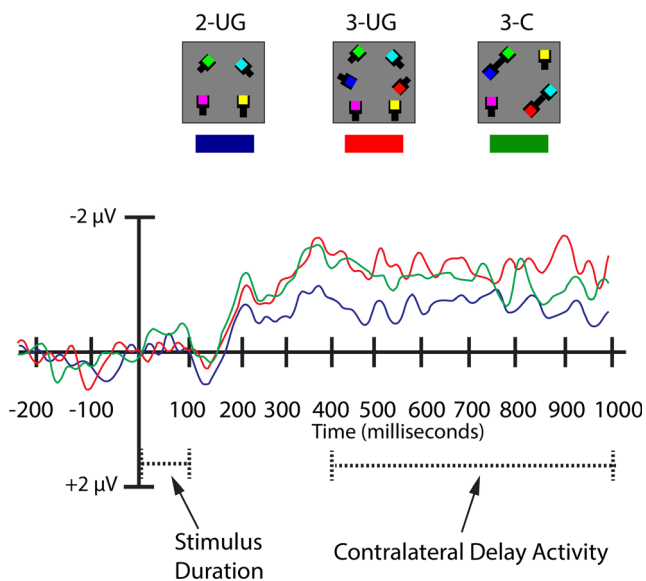 2-UG 3-UG 3-C
-2 µV
-200 -100 100 200 300 400 500 600 700 800 900 1000
Time (milliseconds)
+2 µV
Stimulus
Duration
Contralateral Delay Activity